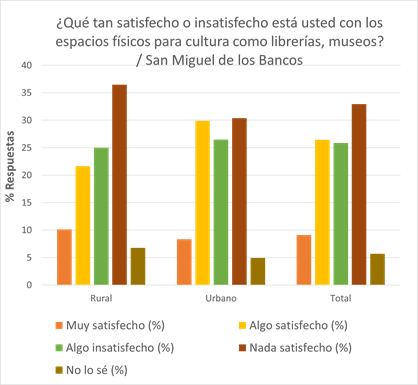 ¿Qué tan satisfecho o insatisfecho está usted con los
espacios físicos para cultura como librerías, museos?
/ San Miguel de los Bancos
% Respuestas
40
35
30
25
20
15
10
5
0
Rural Urbano Total
Muy satisfecho (%) Algo satisfecho (%)
Algo insatisfecho (%) Nada satisfecho (%)
No lo sé (%)